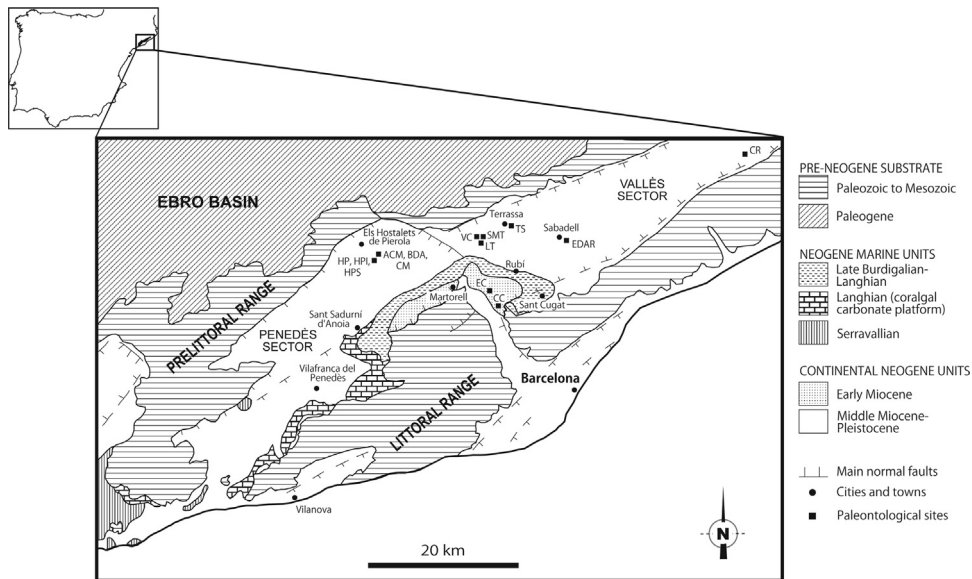 EBRO BASIN
VALLÈS
SECTOR
CR
Terrassa
TS
VC
SMT
LT
Sabadell
EDAR
Els Hostalets
de Pierola
HP, HPI,
HPS
ACM, BDA,
CM
Rubí
EC
CC
Martorell
Sant Cugat
PRELITTORAL RANGE
Sant Sadurní
d'Anoia
PENEDÈS
SECTOR
Vilafranca del
Penedès
LITTORAL RANGE
Barcelona
Vilanova
20 km
N
PRE-NEOGENE SUBSTRATE
Paleozoic to Mesozoic
Paleogene
NEOGENE MARINE UNITS
Late Burdigalian-
Langhian
Langhian (coralgal
carbonate platform)
Serravallian
CONTINENTAL NEOGENE UNITS
Early Miocene
Middle Miocene-
Pleistocene
Main normal faults
Cities and towns
Paleontological sites